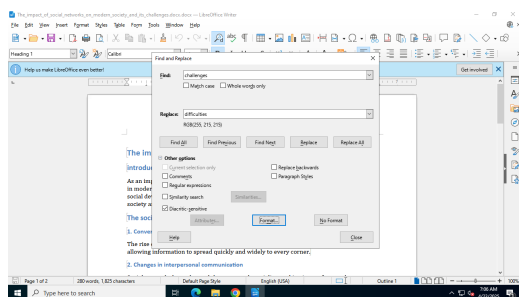 The_impact_of_social_networks_on_modern_society_and_its_challenges.docx.docx — LibreOffice Writer
File Edit View Insert Format Styles Table Form Tools Window Help
Heading 1 Calibri
Help us make LibreOffice even better! Get involved
Find and Replace
Find: challenges
Match case Whole words only
Replace: difficulties
RGB(255, 215, 215)
Find All Find Previous Find Next Replace Replace All
Other options
Current selection only Replace backwards
Comments Paragraph Styles
Regular expressions
Similarity search Similarities...
Diacritic-sensitive
Attributes... Format... No Format
Help Close
The im
introdu
As an im
in moder
social de
society a
The soci
1. Conver
The rise
allowing information to spread quickly and widely to every corner.
2. Changes in interpersonal communication
Page 1 of 2 280 words, 1,825 characters Default Page Style English (USA) Outline 1 100%
Type here to search 7:06 AM
4/22/2025